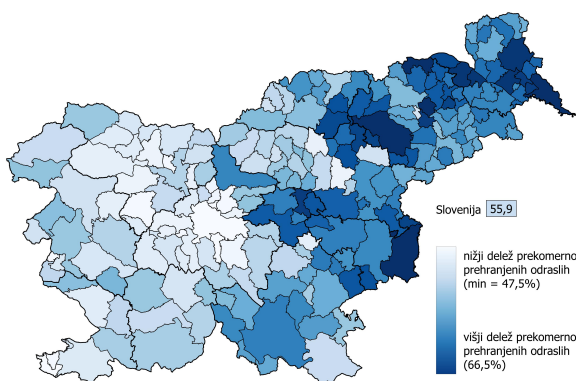 Slovenija 55,9
nižji delež prekomerno
prehranjenih odraslih
(min = 47,5%)
višji delež prekomerno
prehranjenih odraslih
(66,5%)